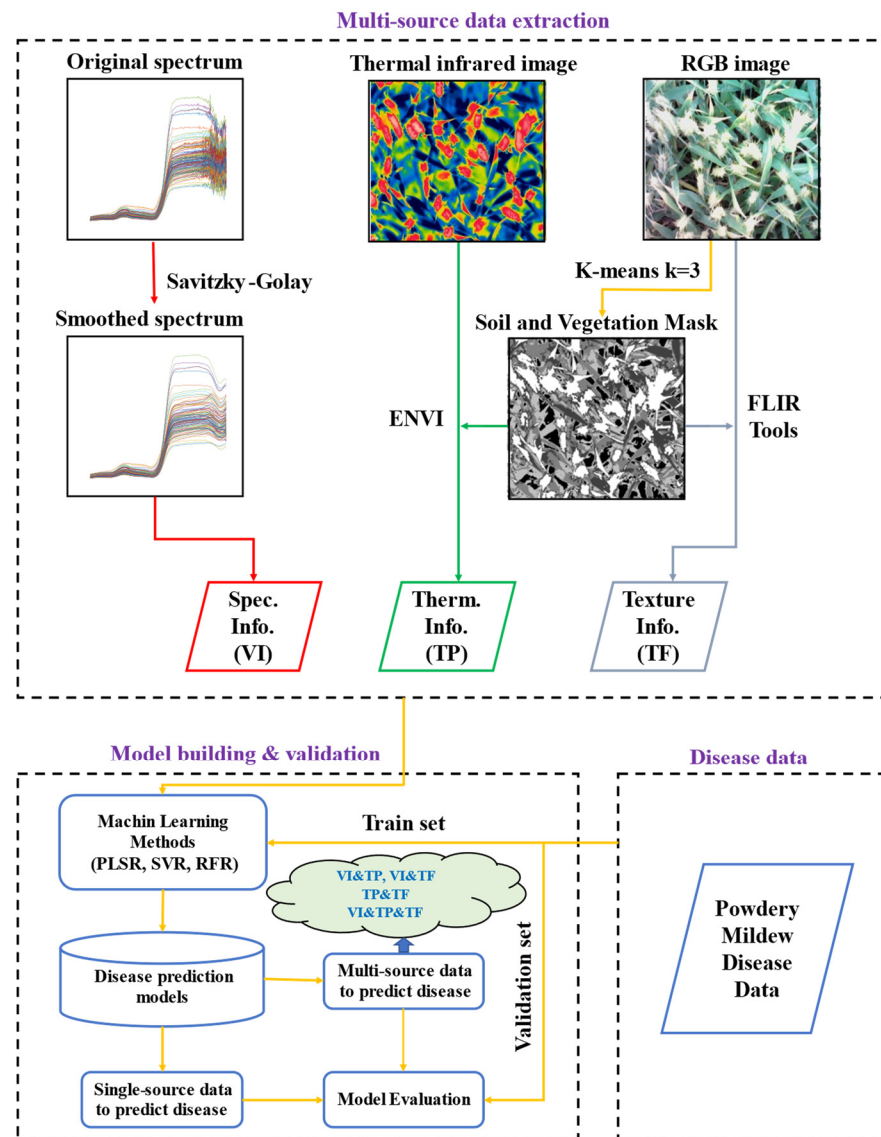 Multi-source data extraction
Original spectrum
Thermal infrared image
RGB image
Savitzky-Golay
K-means k=3
Smoothed spectrum
Soil and Vegetation Mask
ENVI
FLIR
Tools
Spec.
Info.
(VI)
Therm.
Info.
(TP)
Texture
Info.
(TF)
Model building & validation
Disease data
Machin Learning
Methods
(PLSR, SVR, RFR)
Train set
VI&TP, VI&TF
TP&TF
VI&TP&TF
Validation set
Disease prediction
models
Multi-source data
to predict disease
Single-source data
to predict disease
Model Evaluation
Powdery
Mildew
Disease
Data